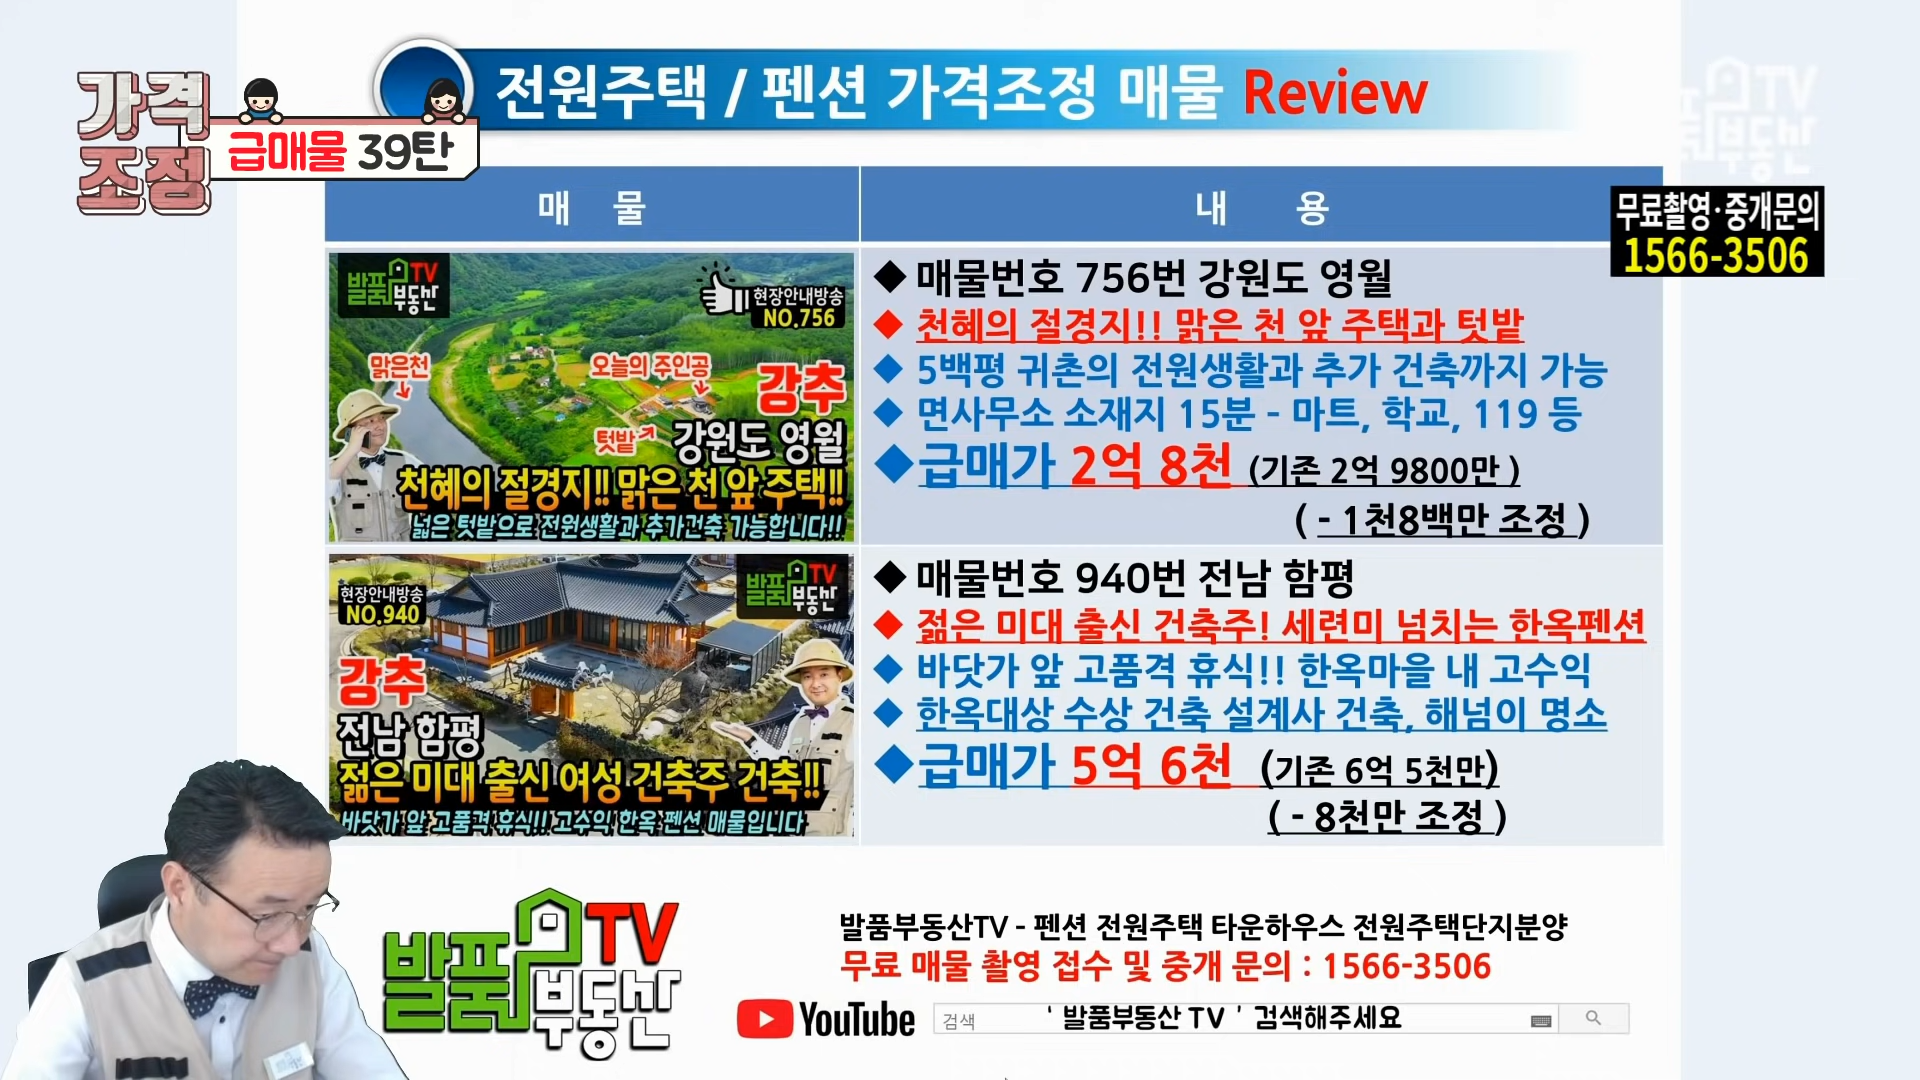 가격
조정
급매물 39탄
전원주택 / 펜션 가격조정 매물 Review
TV
부동산
무료촬영·중개문의
1566-3506
매 물
내 용
발품 TV
부동산
현장안내방송
NO.756
맑은천
오늘의 주인공
강추
텃밭
강원도 영월
천혜의 절경지!! 맑은 천 앞 주택!!
넓은 텃밭으로 전원생활과 추가건축 가능합니다!!
◆ 매물번호 756번 강원도 영월
◆ 천혜의 절경지!! 맑은 천 앞 주택과 텃밭
◆ 5백평 귀촌의 전원생활과 추가 건축까지 가능
◆ 면사무소 소재지 15분 - 마트, 학교, 119 등
◆급매가 2억 8천 (기존 2억 9800만 )
( - 1천8백만 조정 )
현장안내방송
NO.940
발품 TV
부동산
강추
전남 함평
젊은 미대 출신 여성 건축주 건축!!
바닷가 앞 고품격 휴식!! 고수익 한옥 펜션 매물입니다
◆ 매물번호 940번 전남 함평
◆ 젊은 미대 출신 건축주! 세련미 넘치는 한옥펜션
◆ 바닷가 앞 고품격 휴식!! 한옥마을 내 고수익
◆ 한옥대상 수상 건축 설계사 건축, 해넘이 명소
◆급매가 5억 6천 (기존 6억 5천만)
( - 8천만 조정 )
발품 TV
부동산
발품부동산TV - 펜션 전원주택 타운하우스 전원주택단지분양
무료 매물 촬영 접수 및 중개 문의 : 1566-3506
YouTube
검색 ‘ 발품부동산 TV ’ 검색해주세요